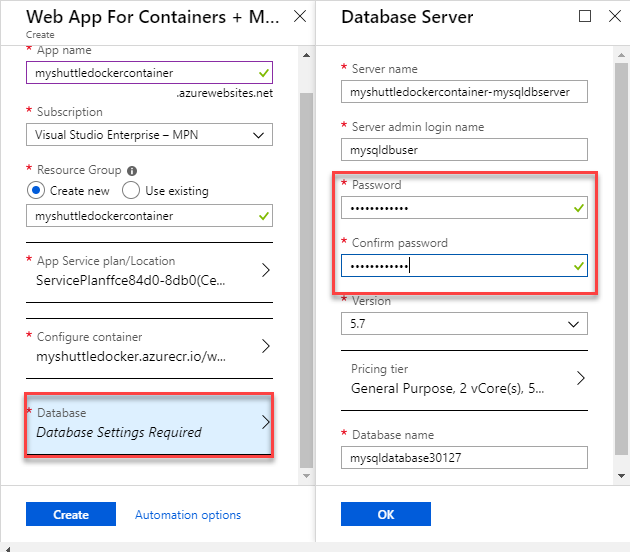 Web App For Containers + M...
Create
* App name
myshuttledockercontainer
.azurewebsites.net
* Subscription
Visual Studio Enterprise – MPN
* Resource Group
Create new
Use existing
myshuttledockercontainer
* App Service plan/Location
ServicePlanffce84d0-8db0(Ce...
* Configure container
myshuttledocker.azurecr.io/w...
* Database
Database Settings Required
Create
Automation options
Database Server
* Server name
myshuttledockercontainer-mysqldbserver
* Server admin login name
mysqldbuser
* Password
••••••••••••
* Confirm password
••••••••••••
* Version
5.7
Pricing tier
General Purpose, 2 vCore(s), 5...
* Database name
mysqldatabase30127
OK